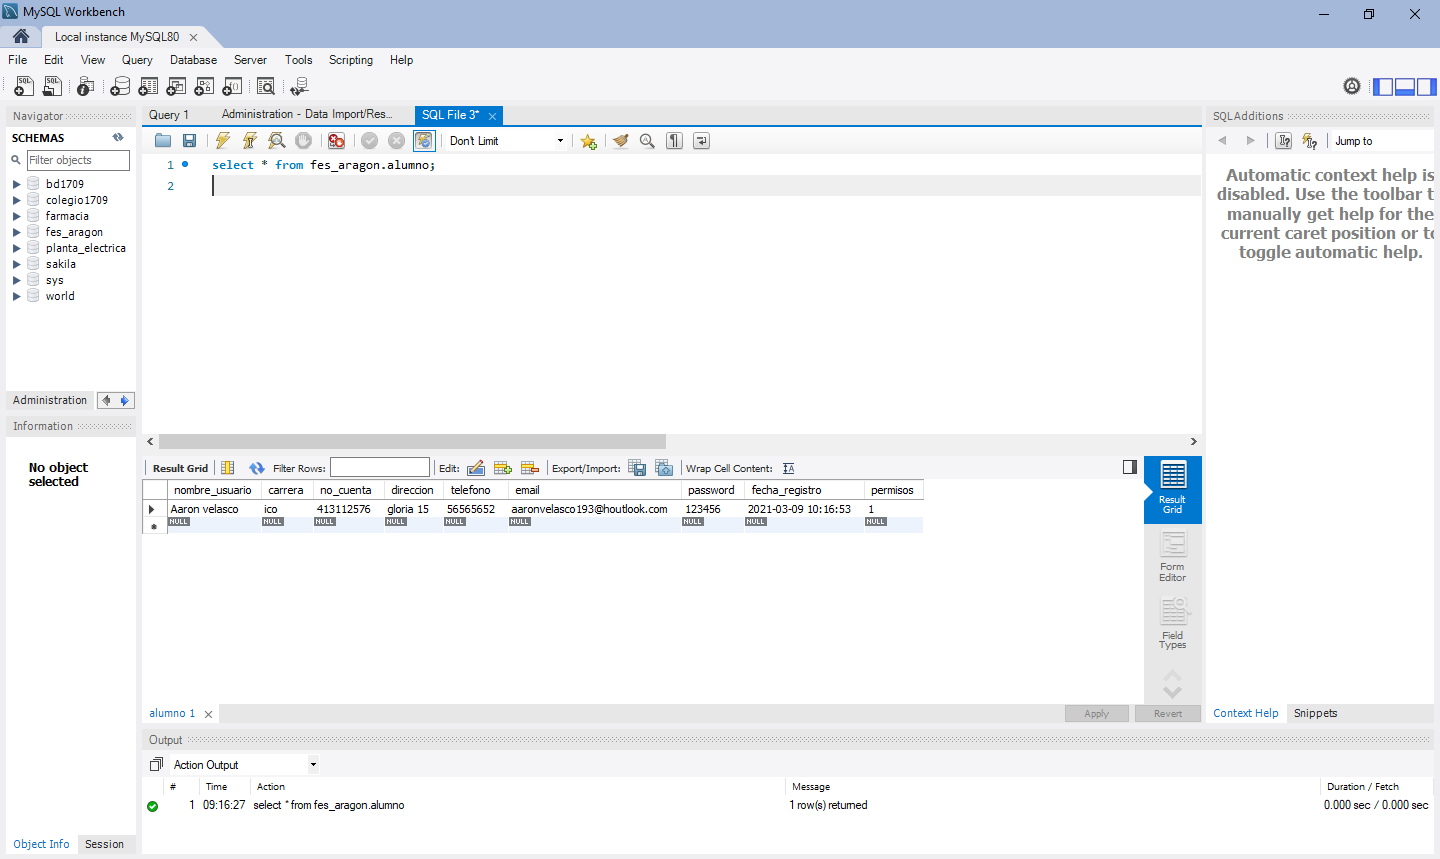 MySQL Workbench
Local instance MySQL80
File Edit View Query Database Server Tools Scripting Help
Navigator
SCHEMAS
Filter objects
bd1709
colegio1709
farmacia
fes_aragon
planta_electrica
sakila
sys
world
Administration
Information
No object
selected
Object Info Session
Query 1 Administration - Data Import/Res... SQL File 3*
Don't Limit
1 select * from fes_aragon.alumno;
2
Result Grid Filter Rows: Edit: Export/Import: Wrap Cell Content:
nombre_usuario carrera no_cuenta direccion telefono email password fecha_registro permisos
Aaron velasco ico 413112576 gloria 15 56565652 aaronvelasco193@houtlook.com 123456 2021-03-09 10:16:53 1
NULL NULL NULL NULL NULL NULL NULL NULL NULL
Result
Grid
Form
Editor
Field
Types
alumno 1
Apply Revert
SQLAdditions
Jump to
Automatic context help is
disabled. Use the toolbar t
manually get help for the
current caret position or to
toggle automatic help.
Context Help Snippets
Output
Action Output
# Time Action Message Duration / Fetch
1 09:16:27 select * from fes_aragon.alumno 1 row(s) returned 0.000 sec / 0.000 sec